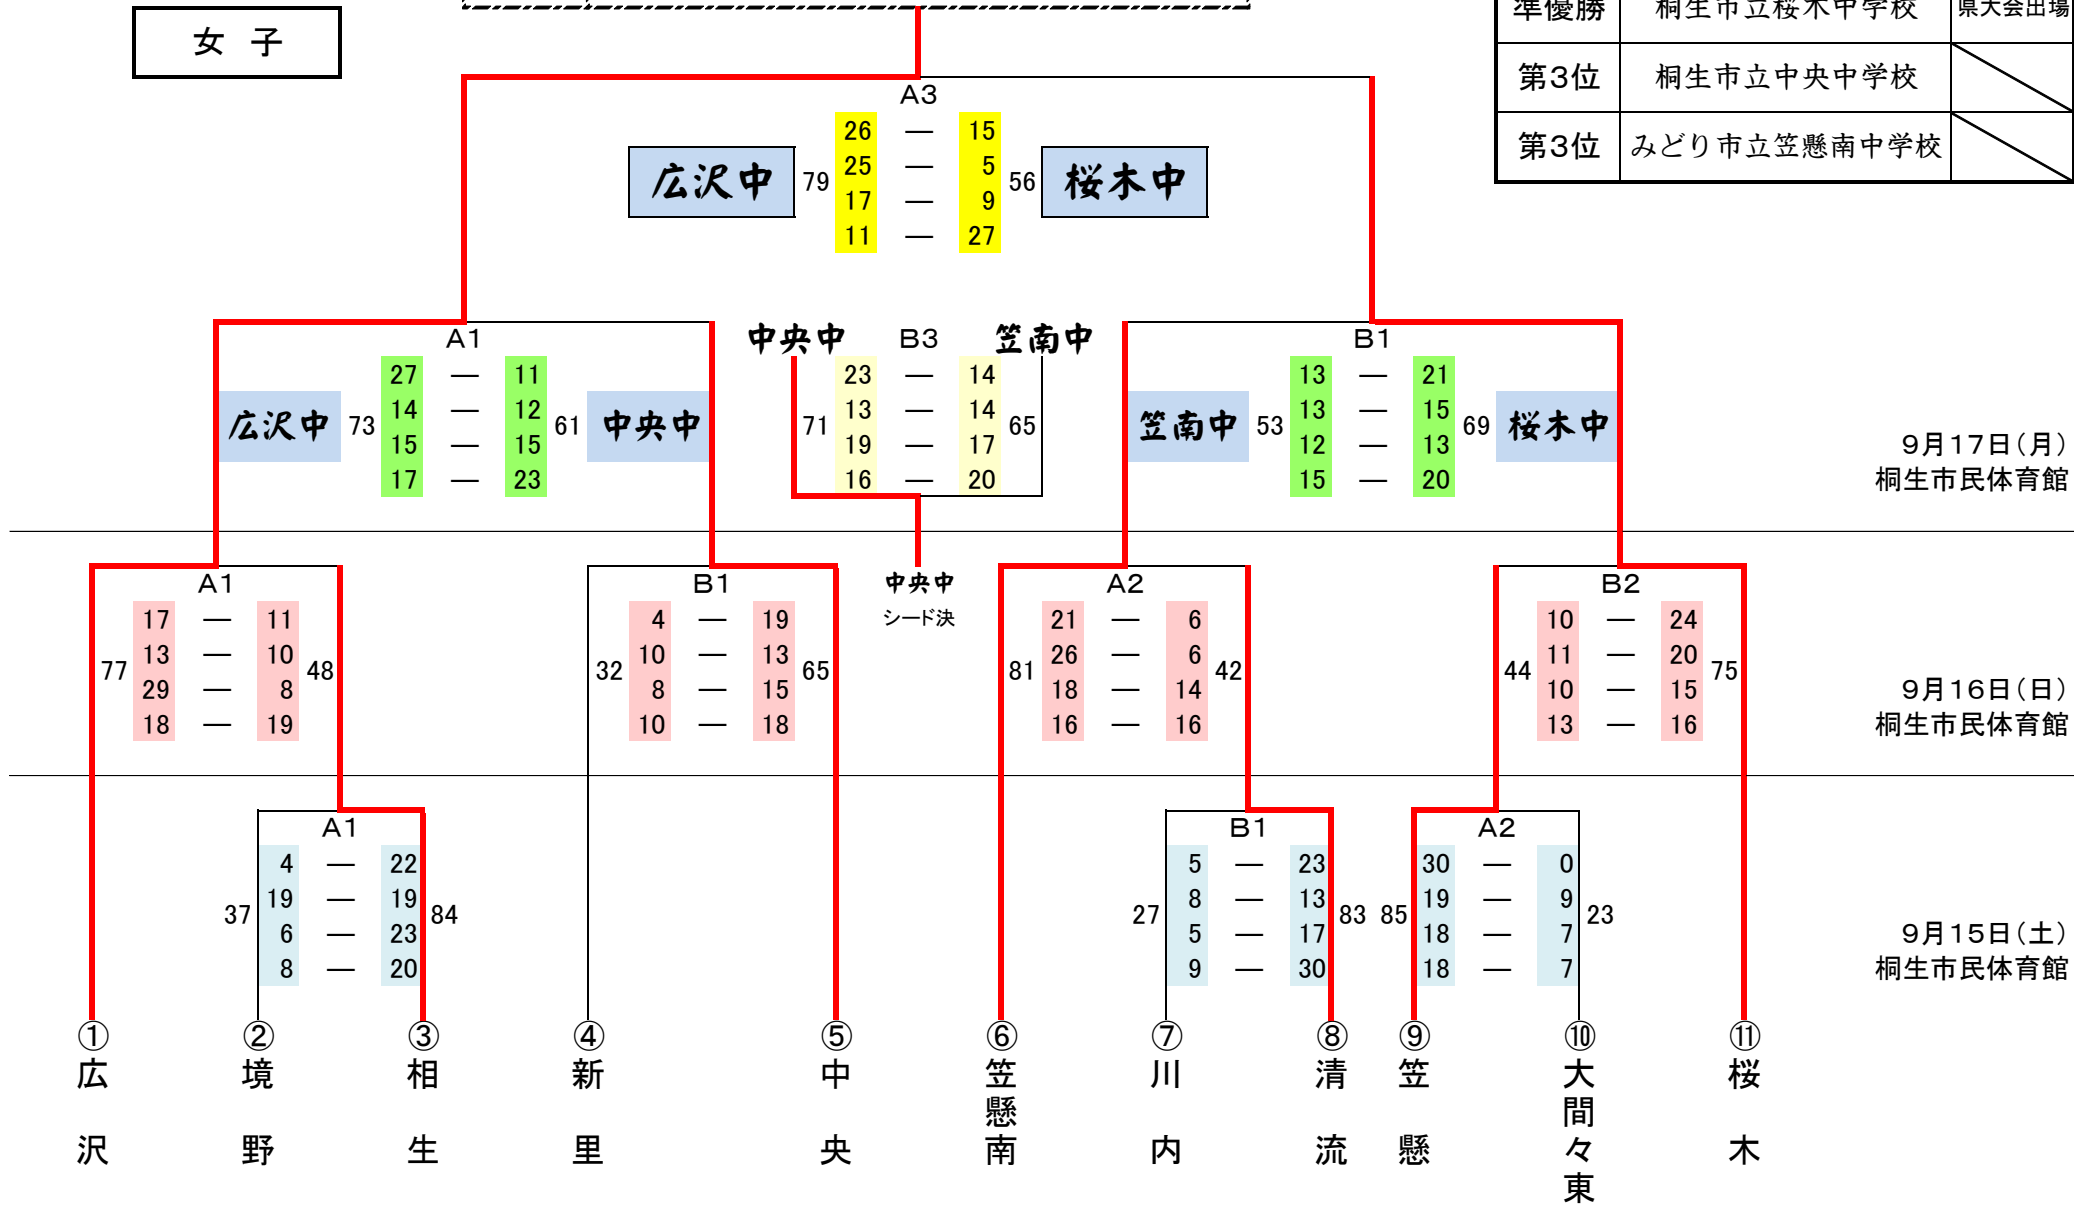 女 子
準優勝 桐生市立桜木中学校 県大会出場
第3位 桐生市立中央中学校
第3位 みどり市立笠懸南中学校
A3
26 ― 15
25 ― 5
広沢中 79 56 桜木中
17 ― 9
11 ― 27
A1 中央中 B3 笠南中 B1
27 ― 11 23 ― 14 13 ― 21
14 ― 12 13 ― 14 13 ― 15
広沢中 73 61 中央中 71 65 笠南中 53 69 桜木中
15 ― 15 19 ― 17 12 ― 13
17 ― 23 16 ― 20 15 ― 20
9月17日(月)
桐生市民体育館
A1 B1 中央中 A2 B2
シード決
17 ― 11 4 ― 19 21 ― 6 10 ― 24
13 ― 10 10 ― 13 26 ― 6 11 ― 20
77 48 32 65 81 42 44 75
29 ― 8 8 ― 15 18 ― 14 10 ― 15
18 ― 19 10 ― 18 16 ― 16 13 ― 16
9月16日(日)
桐生市民体育館
A1 B1 A2
4 ― 22 5 ― 23 30 ― 0
19 ― 19 8 ― 13 19 ― 9
37 84 27 83 85 23
6 ― 23 5 ― 17 18 ― 7
8 ― 20 9 ― 30 18 ― 7
9月15日(土)
桐生市民体育館
① ② ③ ④ ⑤ ⑥ ⑦ ⑧ ⑨ ⑩ ⑪
広沢 境野 相生 新里 中央 笠懸南 川内 清流 笠懸 大間々東 桜木